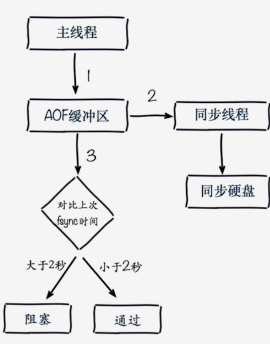 主线程
1
AOF缓冲区
2
同步线程
3
同步硬盘
对比上次
fsync时间
大于2秒
小于2秒
阻塞
通过